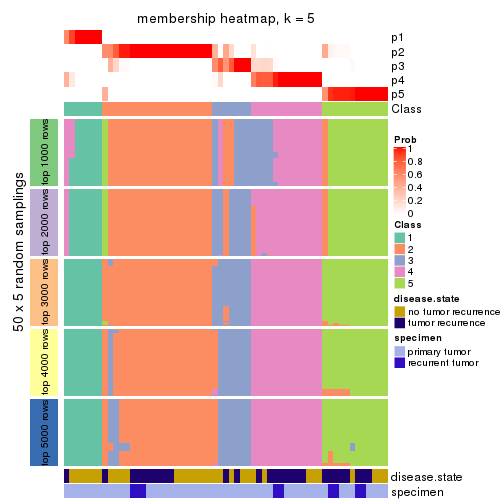 membership heatmap, k = 5
p1
p2
p3
p4
p5
Class
50 x 5 random samplings
top 1000 rows
top 2000 rows
top 3000 rows
top 4000 rows
top 5000 rows
disease.state
specimen
Prob
1
0.8
0.6
0.4
0.2
0
Class
1
2
3
4
5
disease.state
no tumor recurrence
tumor recurrence
specimen
primary tumor
recurrent tumor